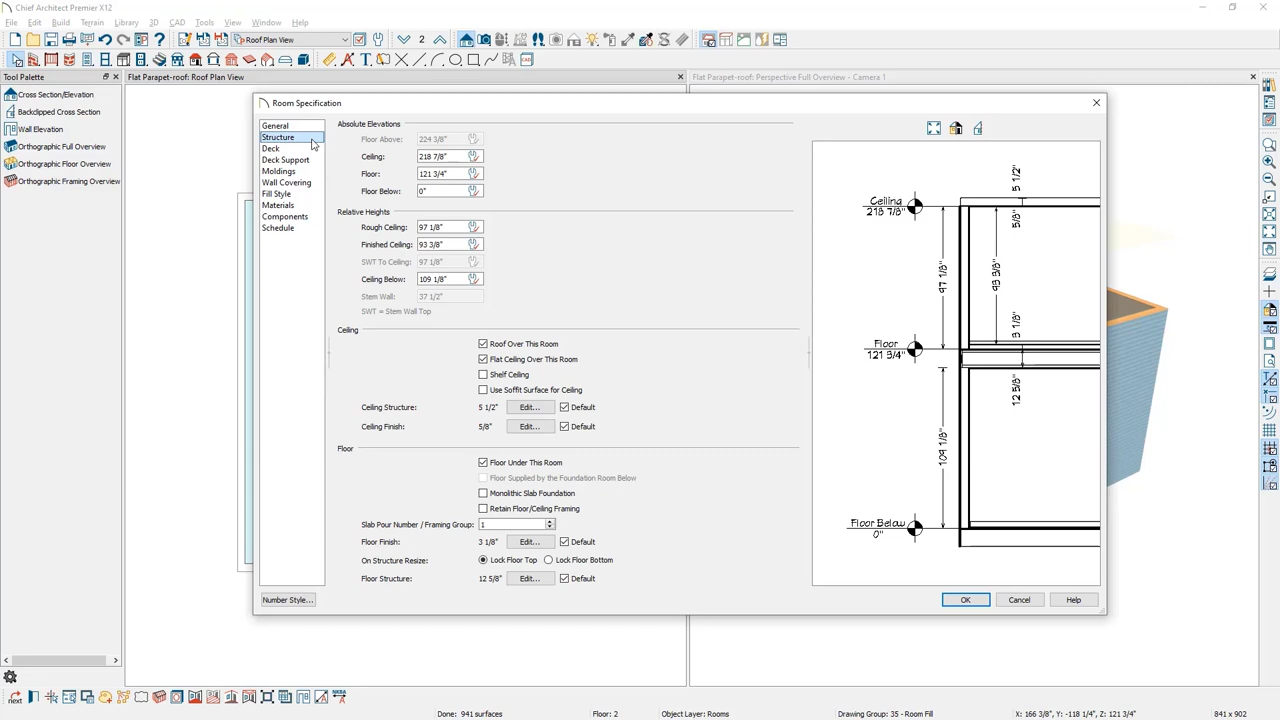 Chief Architect Premier X12
File Edit Build Terrain Library 3D CAD Tools View Window Help
Roof Plan View 2
Tool Palette
Flat Parapet-roof: Roof Plan View
Flat Parapet-roof: Perspective Full Overview - Camera 1
Cross Section/Elevation
Backclipped Cross Section
Wall Elevation
Orthographic Full Overview
Orthographic Floor Overview
Orthographic Framing Overview
Room Specification
General
Structure
Deck
Deck Support
Moldings
Wall Covering
Fill Style
Materials
Components
Schedule
Absolute Elevations
Floor Above: 224 3/8"
Ceiling: 218 7/8"
Floor: 121 3/4"
Floor Below: 0"
Relative Heights
Rough Ceiling: 97 1/8"
Finished Ceiling: 93 3/8"
SWT To Ceiling: 97 1/8"
Ceiling Below: 109 1/8"
Stem Wall: 37 1/2"
SWT = Stem Wall Top
Ceiling
Roof Over This Room
Flat Ceiling Over This Room
Shelf Ceiling
Use Soffit Surface for Ceiling
Ceiling Structure: 5 1/2" Edit... Default
Ceiling Finish: 5/8" Edit... Default
Floor
Floor Under This Room
Floor Supplied by the Foundation Room Below
Monolithic Slab Foundation
Retain Floor/Ceiling Framing
Slab Pour Number / Framing Group: 1
Floor Finish: 3 1/8" Edit... Default
On Structure Resize: Lock Floor Top Lock Floor Bottom
Floor Structure: 12 5/8" Edit... Default
5 1/2"
Ceiling
218 7/8"
5/8"
97 1/8"
93 3/8"
3 1/8"
Floor
121 3/4"
12 5/8"
109 1/8"
Floor Below
0"
Number Style... OK Cancel Help
next
Done: 941 surfaces Floor: 2 Object Layer: Rooms Drawing Group: 35 - Room Fill X: 166 3/8", Y: -118 1/4", Z: 121 3/4" 841 x 902